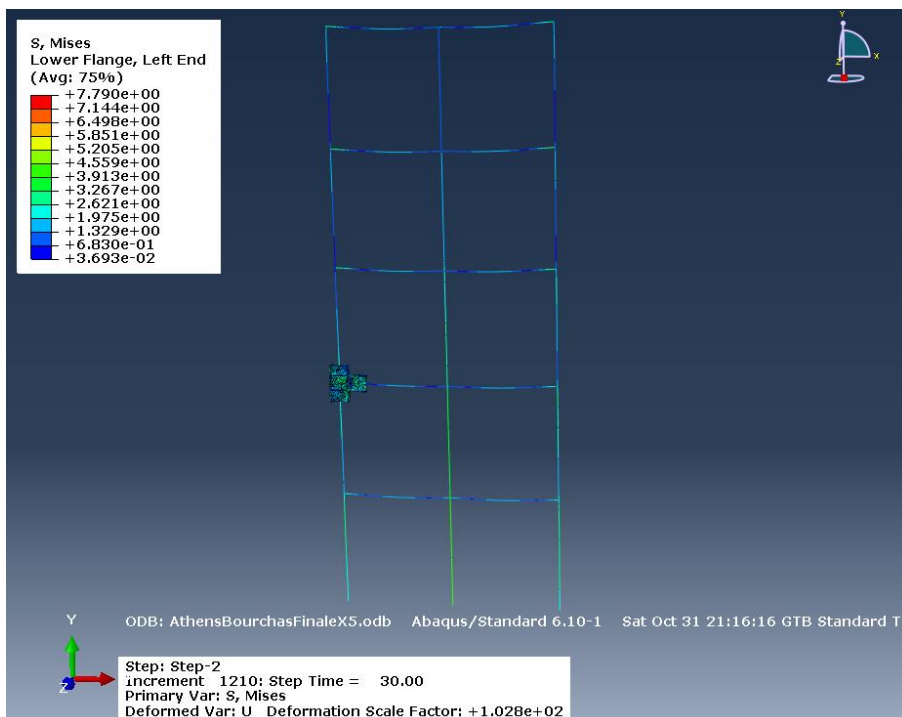 S, Mises
Lower Flange, Left End
(Avg: 75%)
+7.790e+00
+7.144e+00
+6.498e+00
+5.851e+00
+5.205e+00
+4.559e+00
+3.913e+00
+3.267e+00
+2.621e+00
+1.975e+00
+1.329e+00
+6.830e-01
+3.693e-02
Y
X
Z
Y
ODB: AthensBourchasFinaleX5.odb Abaqus/Standard 6.10-1 Sat Oct 31 21:16:16 GTB Standard T
Z
Step: Step-2
Increment 1210: Step Time = 30.00
Primary Var: S, Mises
Deformed Var: U Deformation Scale Factor: +1.028e+02